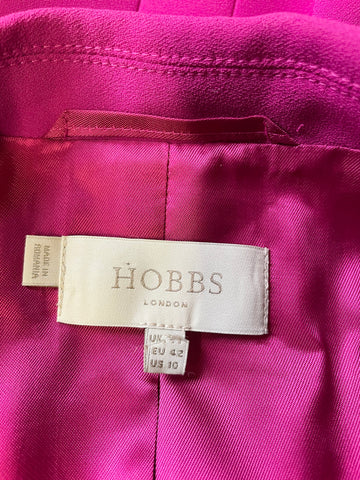 MADE IN
ROMANIA
HOBBS
LONDON
UK
EU 42
US 10